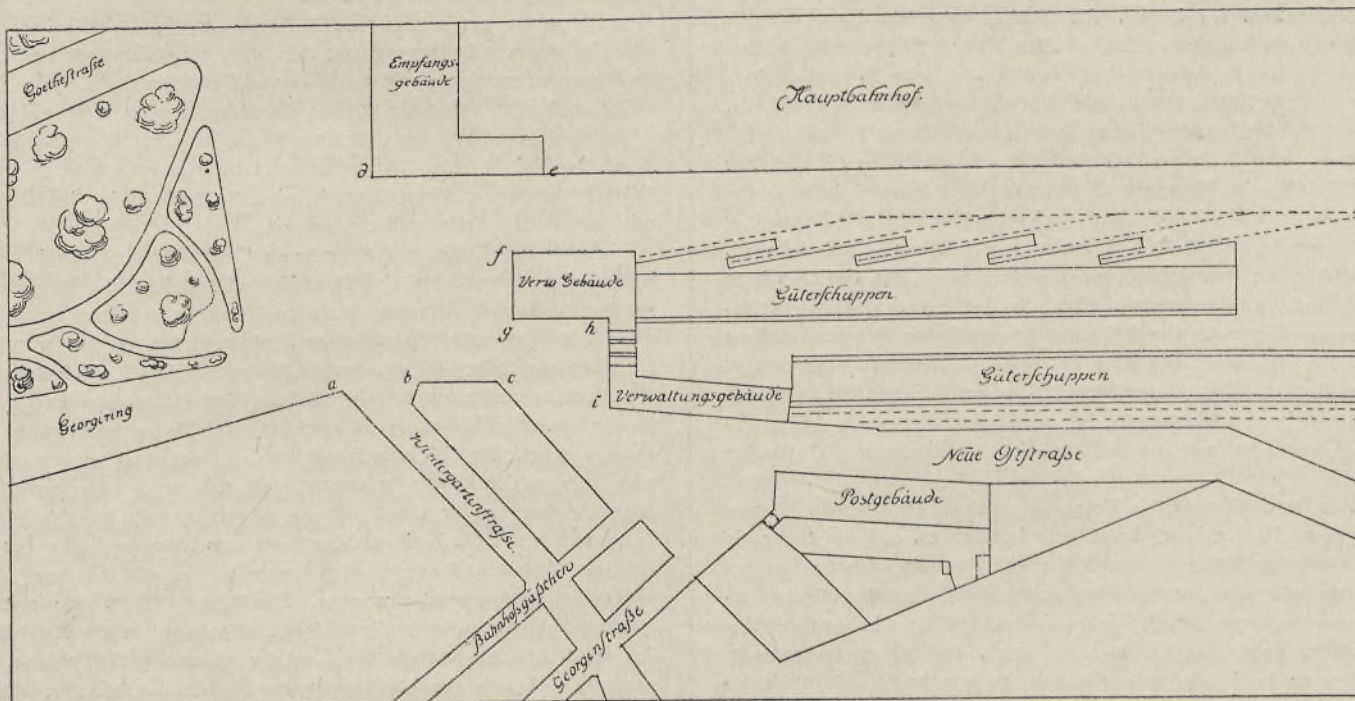 Goethestraße
Empfangs-
gebäude
Hauptbahnhof.
d
e
f
Verw Gebäude
Güterschuppen
g
h
a
b
c
Güterschuppen
i
Verwaltungsgebäude
Georgiring
Wintergartenstraße.
Neue Oststraße
Postgebäude
Bahnhofsgäßchen
Georgenstraße